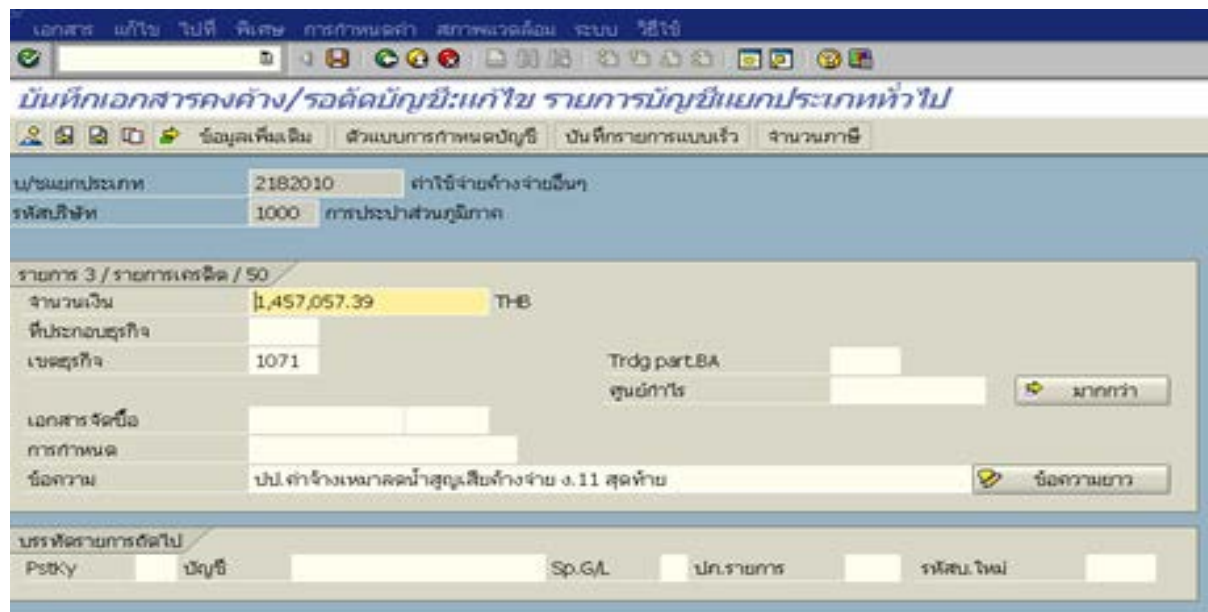 เอกสาร แก้ไข ไปที่ พิเศษ การกำหนดค่า สภาพแวดล้อม ระบบ วิธีใช้
บันทึกเอกสารคงค้าง/รอตัดบัญชี:แก้ไข รายการบัญชีแยกประเภททั่วไป
ข้อมูลเพิ่มเติม ตัวแบบการกำหนดบัญชี บันทึกรายการแบบเร็ว จำนวนภาษี
บ/ชแยกประเภท 2182010 ค่าใช้จ่ายค้างจ่ายอื่นๆ
รหัสบริษัท 1000 การประปาส่วนภูมิภาค
รายการ 3 / รายการเครดิต / 50
จำนวนเงิน 1,457,057.39 THB
ที่ประกอบธุรกิจ
เขตธุรกิจ 1071 Trdg part.BA
ศูนย์กำไร มากกว่า
เอกสารจัดซื้อ
การกำหนด
ข้อความ ปป.ค่าจ้างเหมาลดน้ำสูญเสียค้างจ่าย ง.11 สุดท้าย ข้อความยาว
บรรทัดรายการถัดไป
PstKy บัญชี Sp.G/L ปภ.รายการ รหัสบ.ใหม่